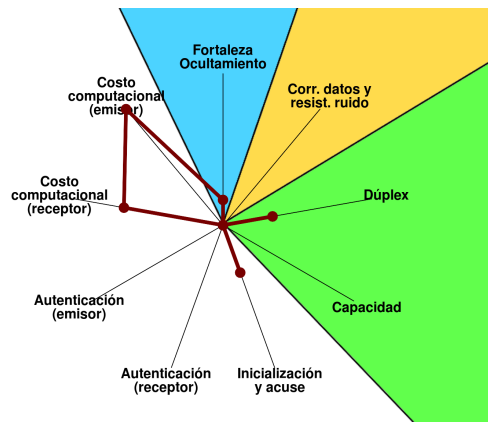 Fortaleza
Ocultamiento
Costo
computacional
(emisor)
Corr. datos y
resist. ruido
Costo
computacional
(receptor)
Dúplex
Autenticación
(emisor)
Capacidad
Autenticación
(receptor)
Inicialización
y acuse